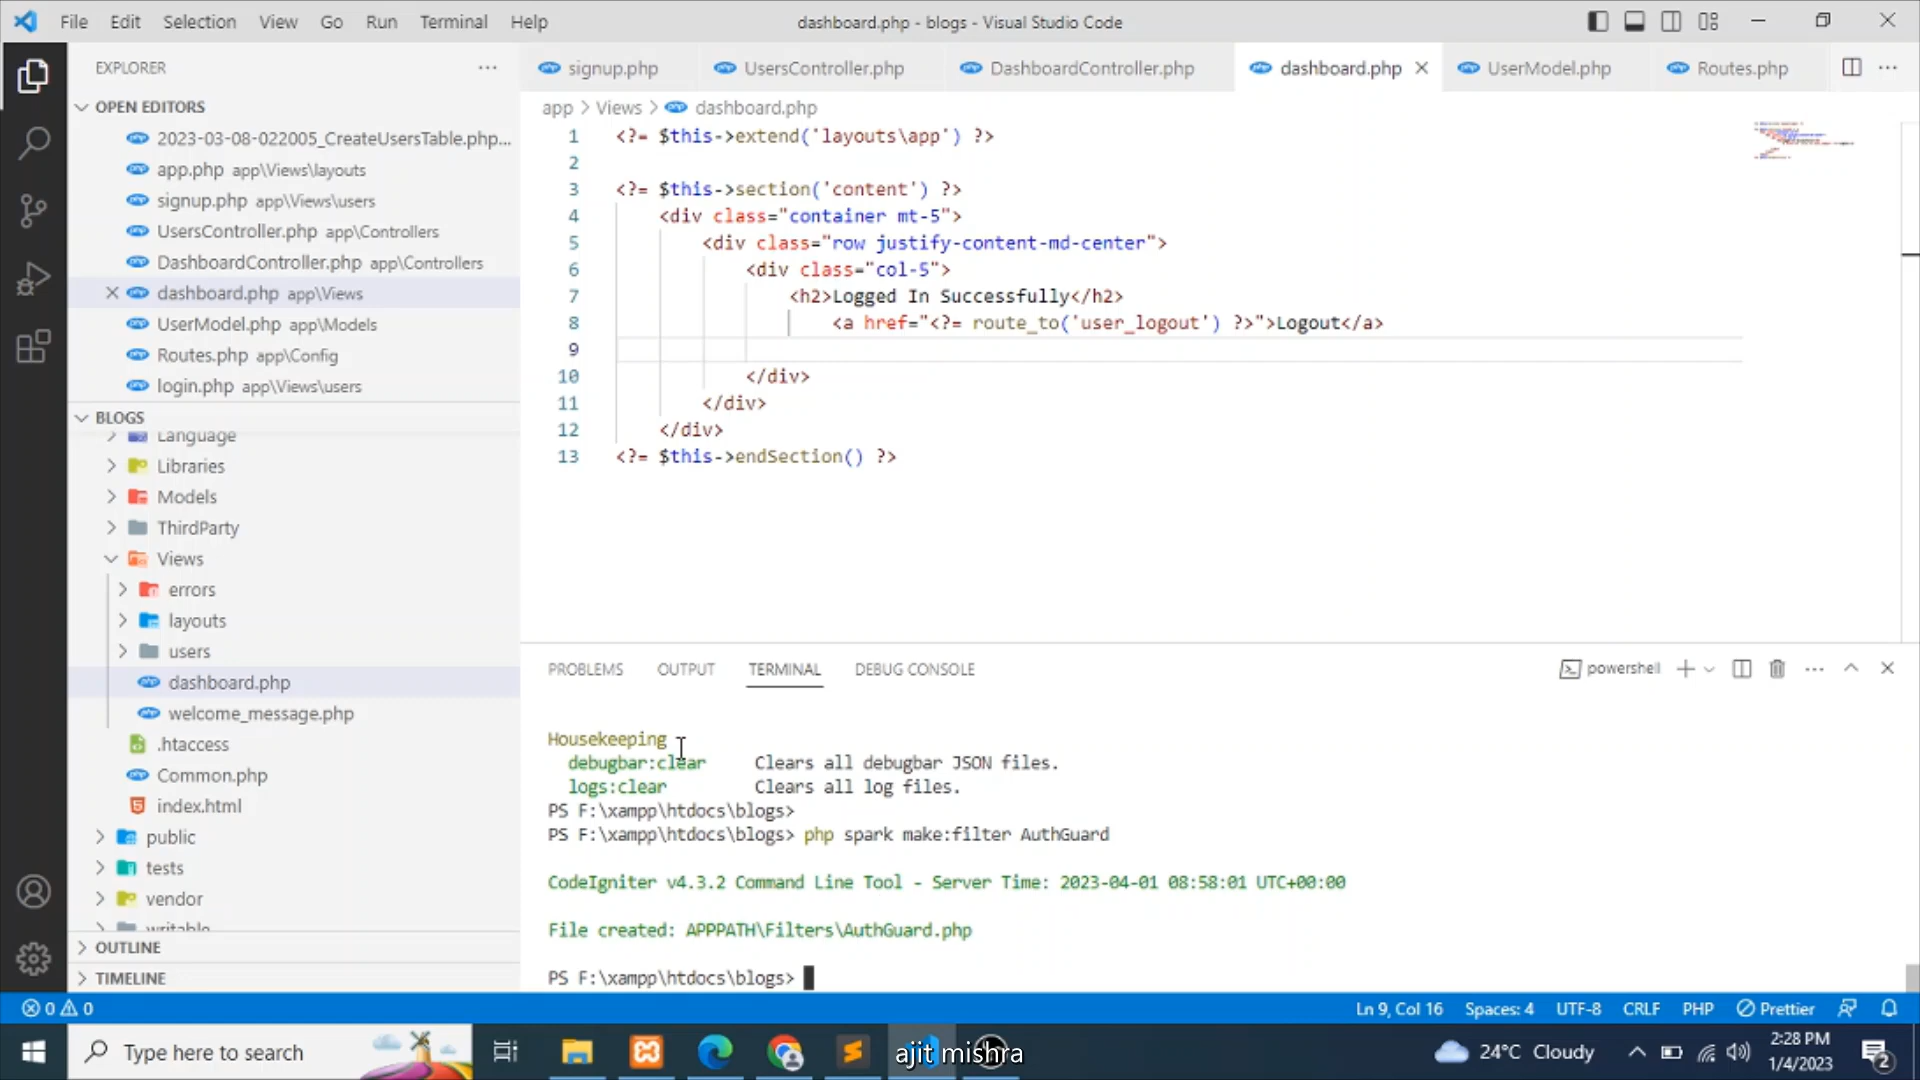 File Edit Selection View Go Run Terminal Help
dashboard.php - blogs - Visual Studio Code
EXPLORER
signup.php UsersController.php DashboardController.php dashboard.php UserModel.php Routes.php
OPEN EDITORS
2023-03-08-022005_CreateUsersTable.php...
app.php app\Views\layouts
signup.php app\Views\users
UsersController.php app\Controllers
DashboardController.php app\Controllers
dashboard.php app\Views
UserModel.php app\Models
Routes.php app\Config
login.php app\Views\users
BLOGS
Language
Libraries
Models
ThirdParty
Views
errors
layouts
users
dashboard.php
welcome_message.php
.htaccess
Common.php
index.html
public
tests
vendor
writable
OUTLINE
TIMELINE
app > Views > dashboard.php
1 <?= $this->extend('layouts\app') ?>
2
3 <?= $this->section('content') ?>
4 <div class="container mt-5">
5 <div class="row justify-content-md-center">
6 <div class="col-5">
7 <h2>Logged In Successfully</h2>
8 <a href="<?= route_to('user_logout') ?>">Logout</a>
9
10 </div>
11 </div>
12 </div>
13 <?= $this->endSection() ?>
PROBLEMS OUTPUT TERMINAL DEBUG CONSOLE
powershell
Housekeeping
debugbar:clear Clears all debugbar JSON files.
logs:clear Clears all log files.
PS F:\xampp\htdocs\blogs>
PS F:\xampp\htdocs\blogs> php spark make:filter AuthGuard
CodeIgniter v4.3.2 Command Line Tool - Server Time: 2023-04-01 08:58:01 UTC+00:00
File created: APPPATH\Filters\AuthGuard.php
PS F:\xampp\htdocs\blogs>
0 0
Ln 9, Col 16 Spaces: 4 UTF-8 CRLF PHP Prettier
Type here to search
ajit mishra
24°C Cloudy
2:28 PM
1/4/2023
2